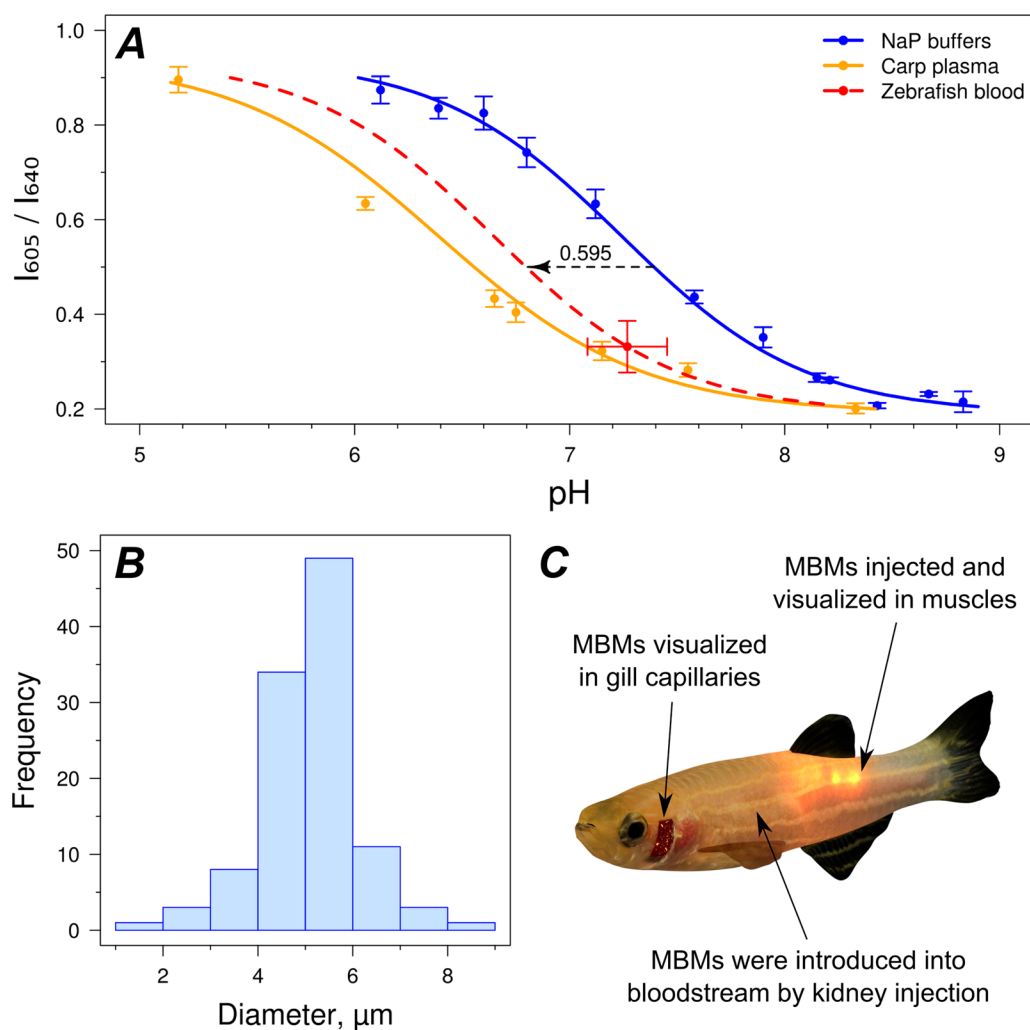 A
NaP buffers
Carp plasma
Zebrafish blood
1.0
0.8
0.6
0.4
0.2
I₆₀₅ / I₆₄₀
0.595
5 6 7 8 9
pH
B
50
40
30
20
10
0
Frequency
2 4 6 8
Diameter, µm
C
MBMs injected and
visualized in muscles
MBMs visualized
in gill capillaries
MBMs were introduced into
bloodstream by kidney injection